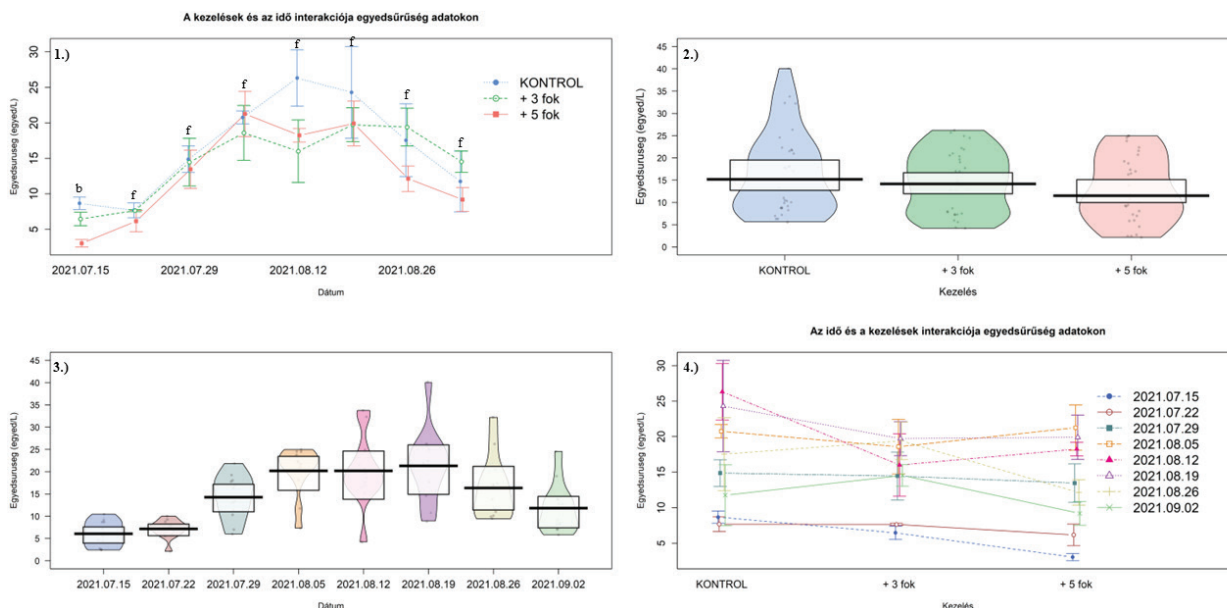 A kezelések és az idő interakciója egyedsűrűség adatokon
1.)
30
25
20
15
10
5
Egyedsuruseg (egyed/L)
b
f
f
f
f
f
f
f
KONTROL
+ 3 fok
+ 5 fok
2021.07.15
2021.07.29
2021.08.12
2021.08.26
Dátum
2.)
45
40
35
30
25
20
15
10
5
0
Egyedsuruseg (egyed/L)
KONTROL
+ 3 fok
+ 5 fok
Kezelés
3.)
45
40
35
30
25
20
15
10
5
0
Egyedsuruseg (egyed/L)
2021.07.15
2021.07.22
2021.07.29
2021.08.05
2021.08.12
2021.08.19
2021.08.26
2021.09.02
Dátum
Az idő és a kezelések interakciója egyedsűrűség adatokon
4.)
30
25
20
15
10
5
Egyedsuruseg (egyed/L)
2021.07.15
2021.07.22
2021.07.29
2021.08.05
2021.08.12
2021.08.19
2021.08.26
2021.09.02
KONTROL
+ 3 fok
+ 5 fok
Kezelés